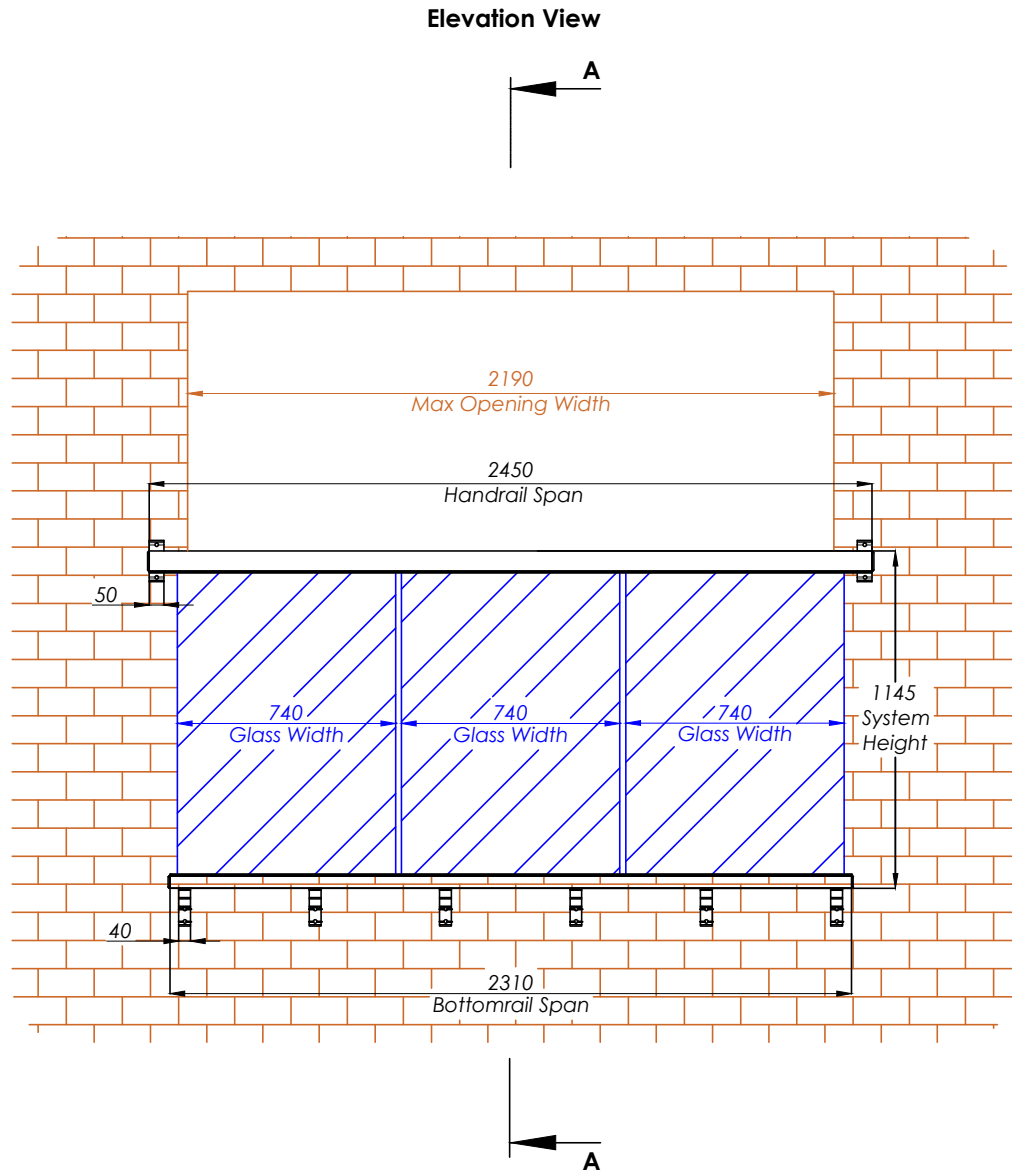 Elevation View
A
2190
Max Opening Width
2450
Handrail Span
50
740
Glass Width
740
Glass Width
740
Glass Width
1145
System
Height
40
2310
Bottomrail Span
A